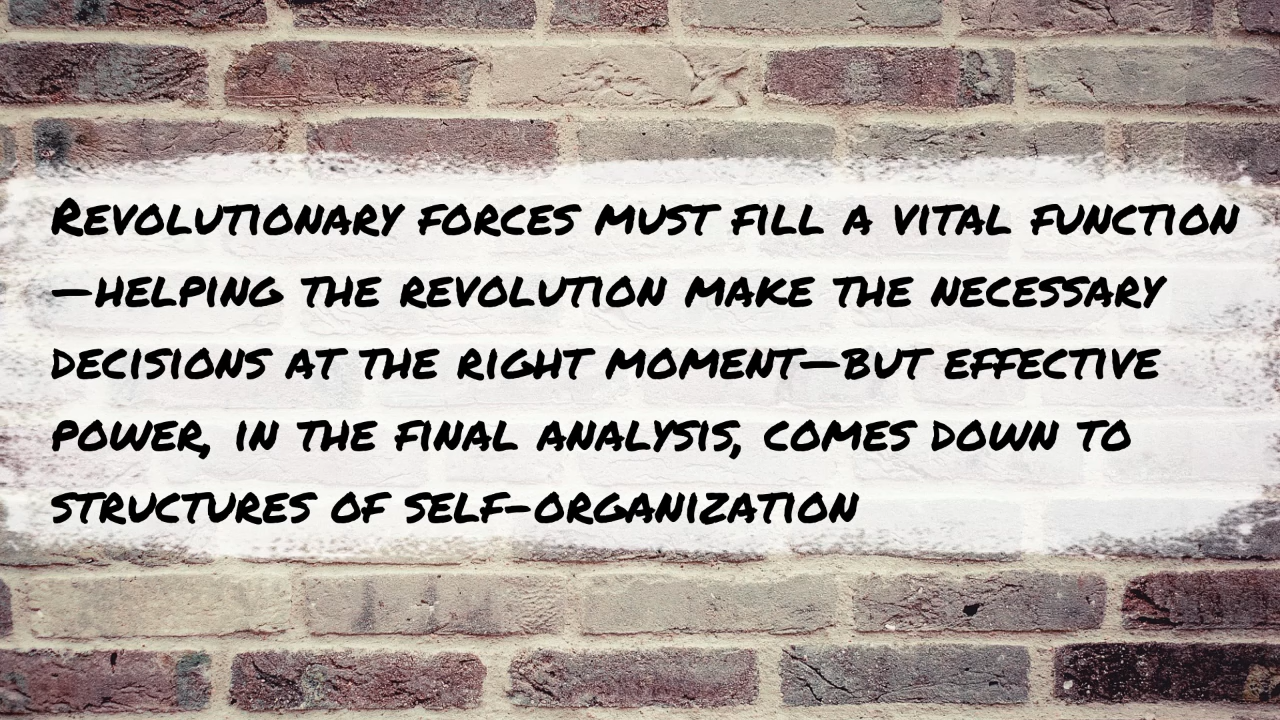 Revolutionary forces must fill a vital function
—helping the revolution make the necessary
decisions at the right moment—but effective
power, in the final analysis, comes down to
structures of self-organization